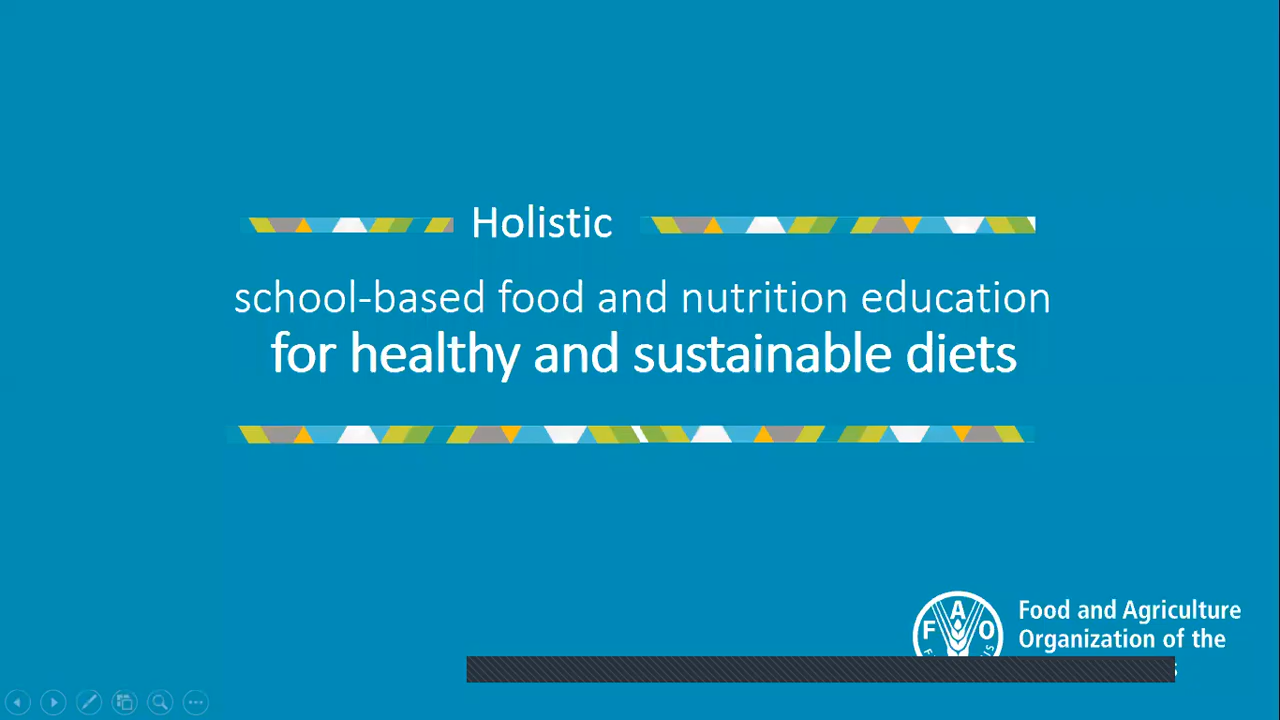 Holistic
school-based food and nutrition education
for healthy and sustainable diets
F A O
Food and Agriculture
Organization of the